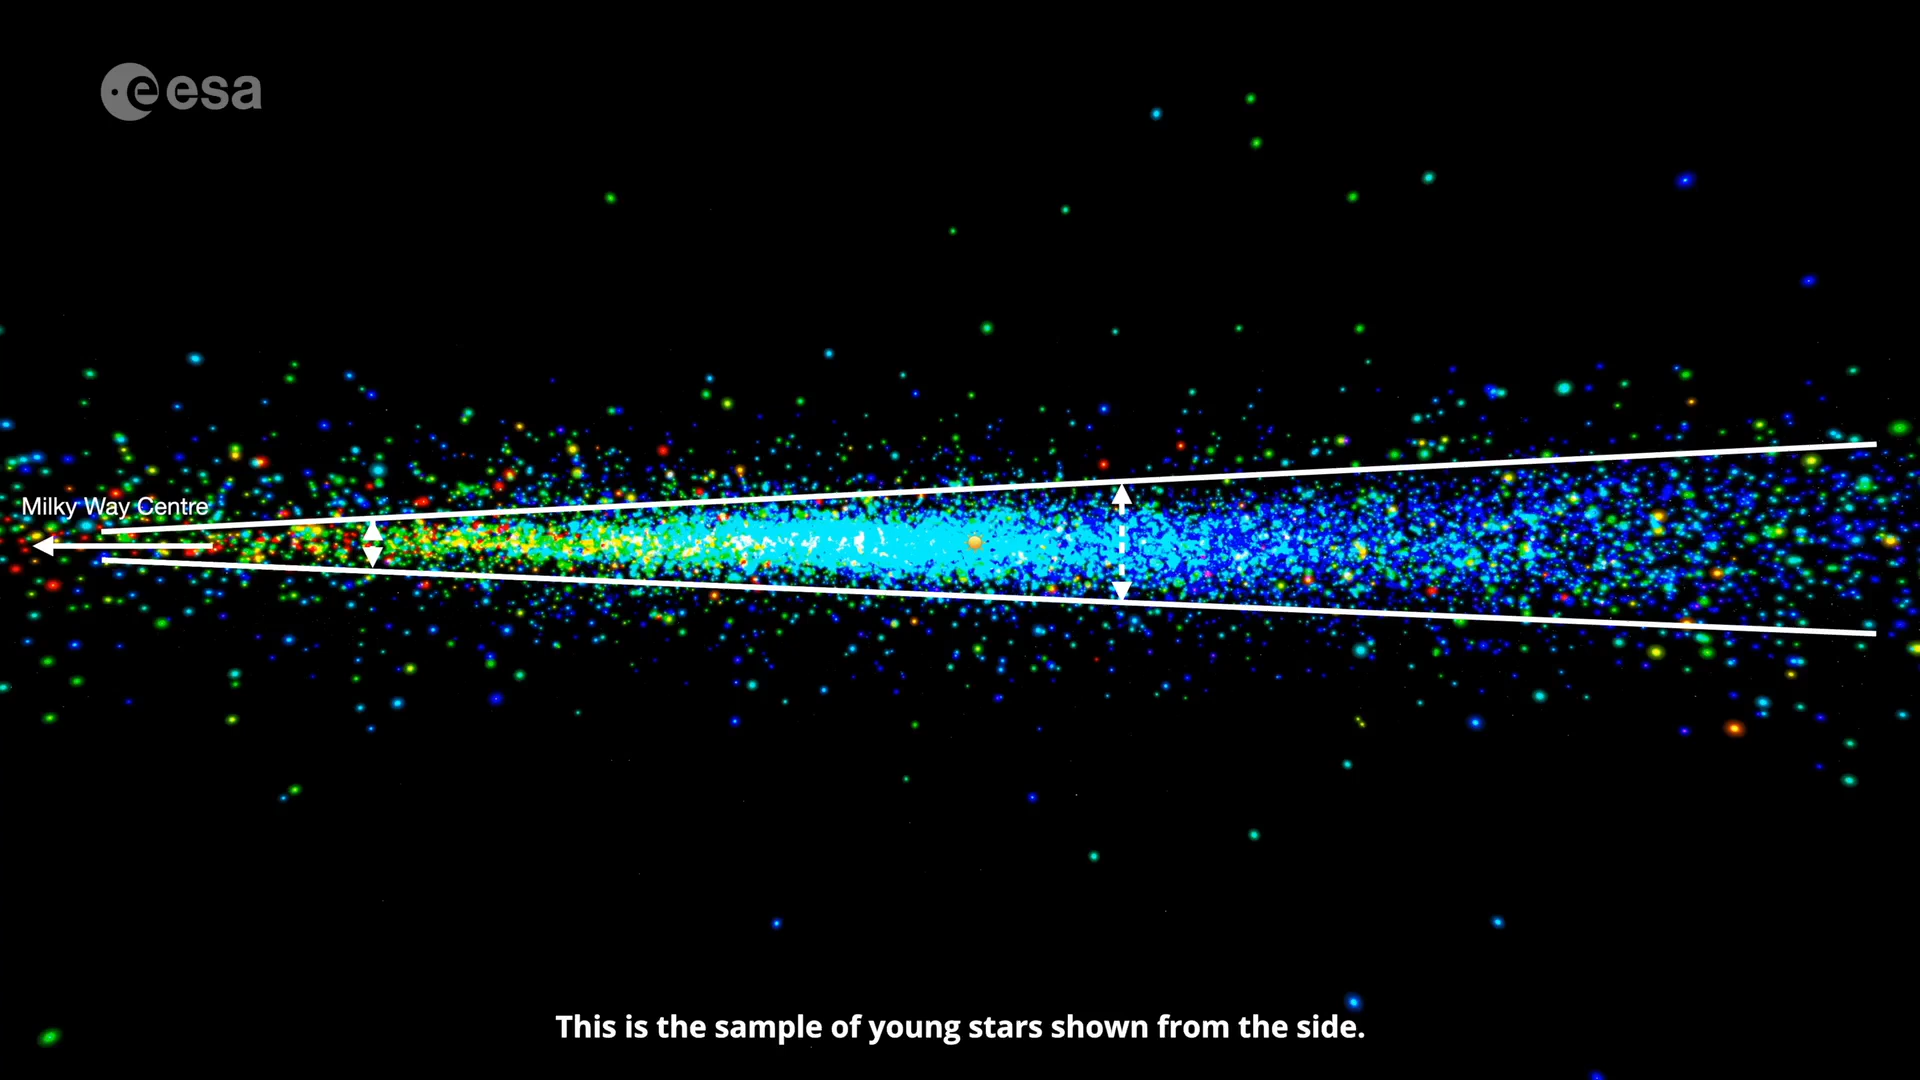 esa
Milky Way Centre
This is the sample of young stars shown from the side.